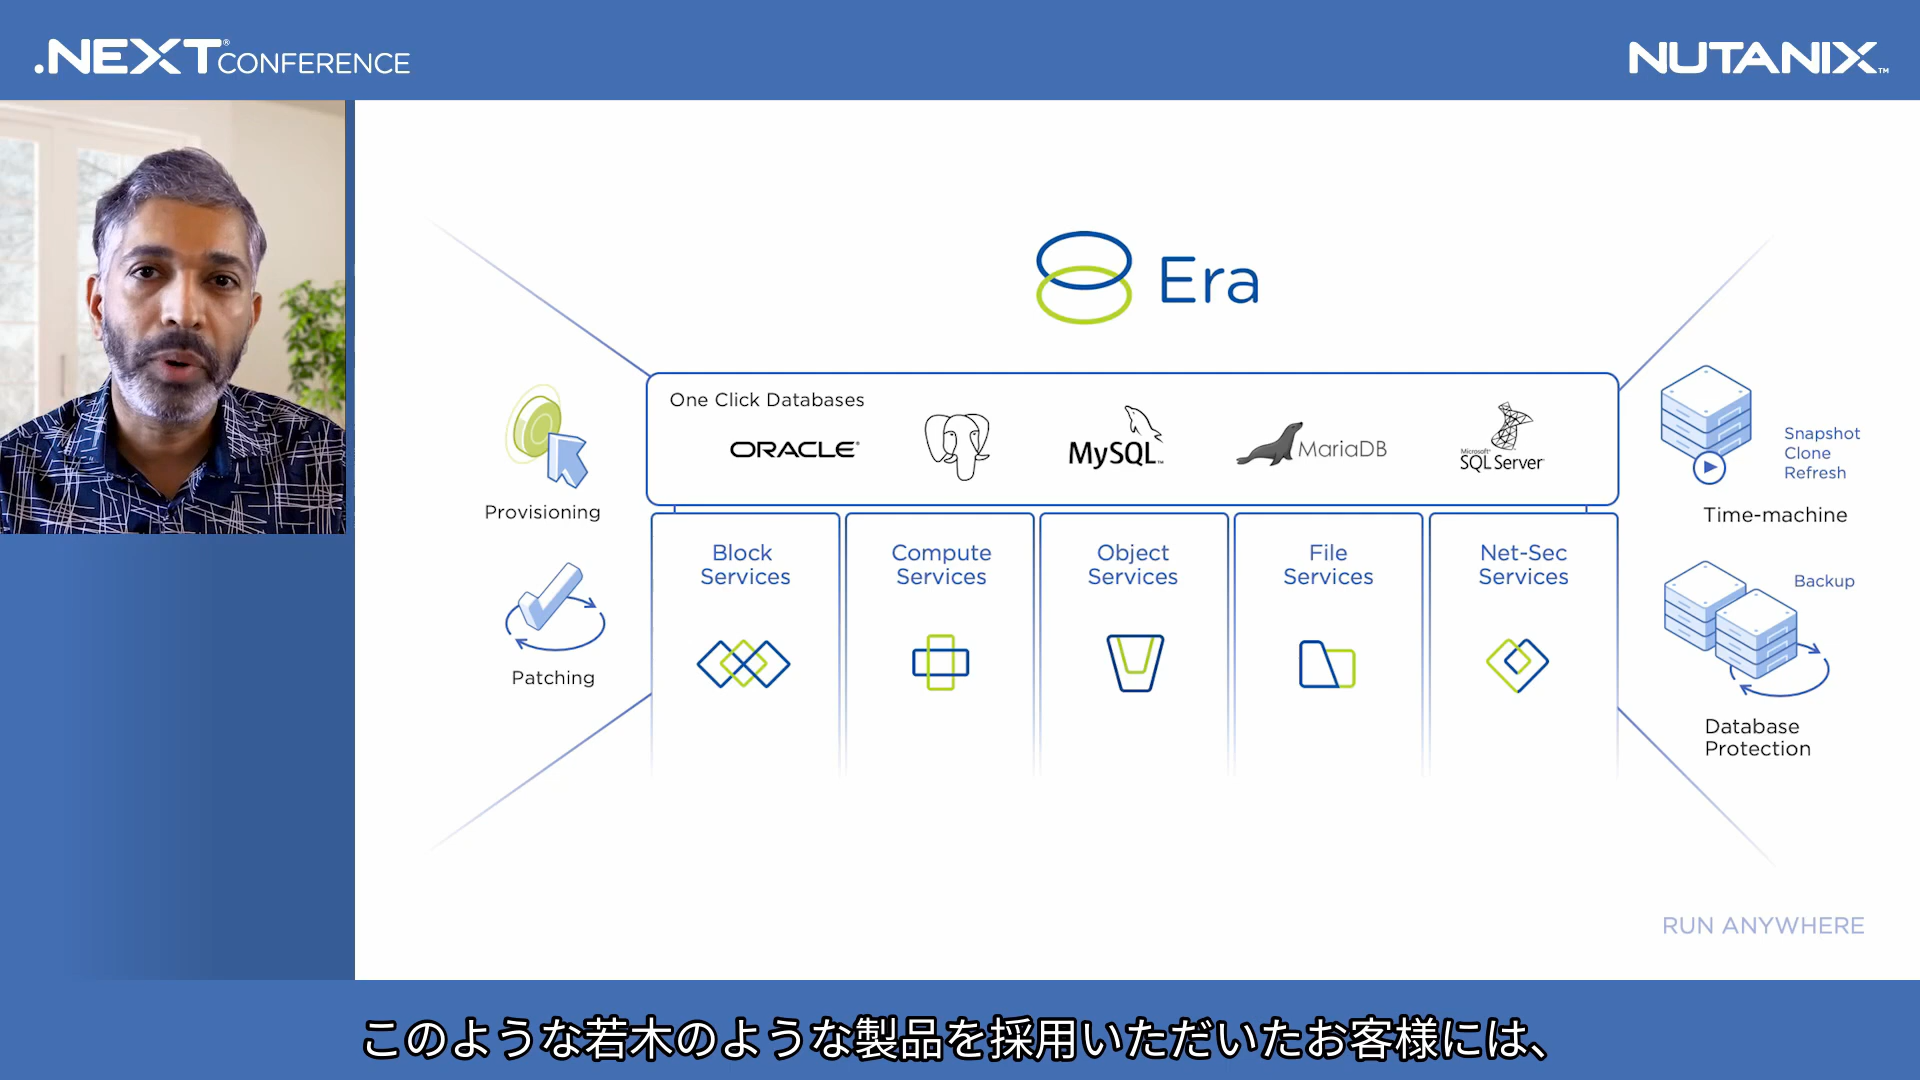 .NEXT® CONFERENCE
NUTANIX™
Era
One Click Databases
ORACLE®
MySQL™
MariaDB
Microsoft®
SQL Server®
Provisioning
Patching
Snapshot
Clone
Refresh
Time-machine
Block
Services
Compute
Services
Object
Services
File
Services
Net-Sec
Services
Backup
Database
Protection
RUN ANYWHERE
このような若木のような製品を採用いただいたお客様には、